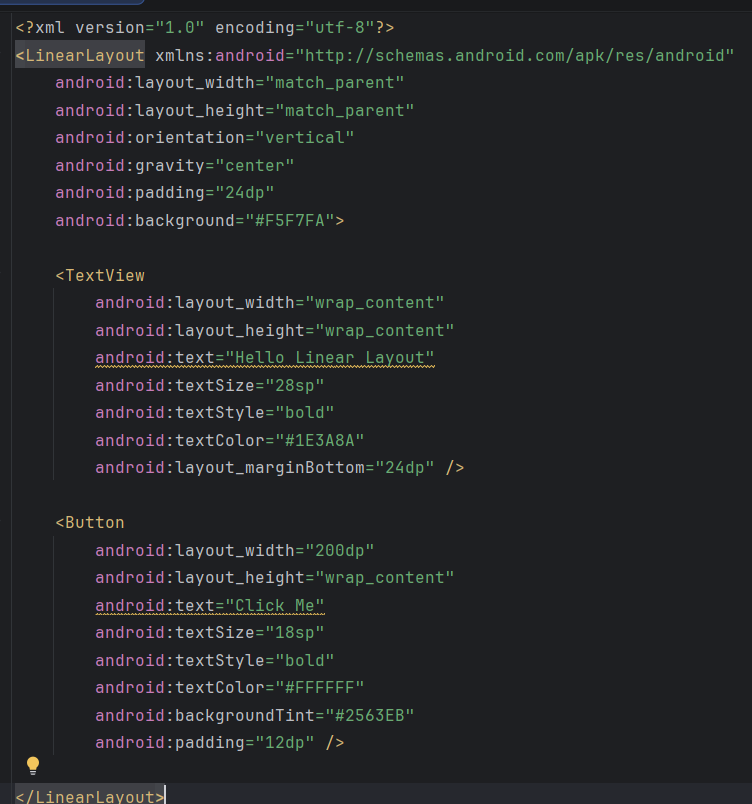 <?xml version="1.0" encoding="utf-8"?>
<LinearLayout xmlns:android="http://schemas.android.com/apk/res/android"
    android:layout_width="match_parent"
    android:layout_height="match_parent"
    android:orientation="vertical"
    android:gravity="center"
    android:padding="24dp"
    android:background="#F5F7FA">

    <TextView
        android:layout_width="wrap_content"
        android:layout_height="wrap_content"
        android:text="Hello Linear Layout"
        android:textSize="28sp"
        android:textStyle="bold"
        android:textColor="#1E3A8A"
        android:layout_marginBottom="24dp" />

    <Button
        android:layout_width="200dp"
        android:layout_height="wrap_content"
        android:text="Click Me"
        android:textSize="18sp"
        android:textStyle="bold"
        android:textColor="#FFFFFF"
        android:backgroundTint="#2563EB"
        android:padding="12dp" />

</LinearLayout>